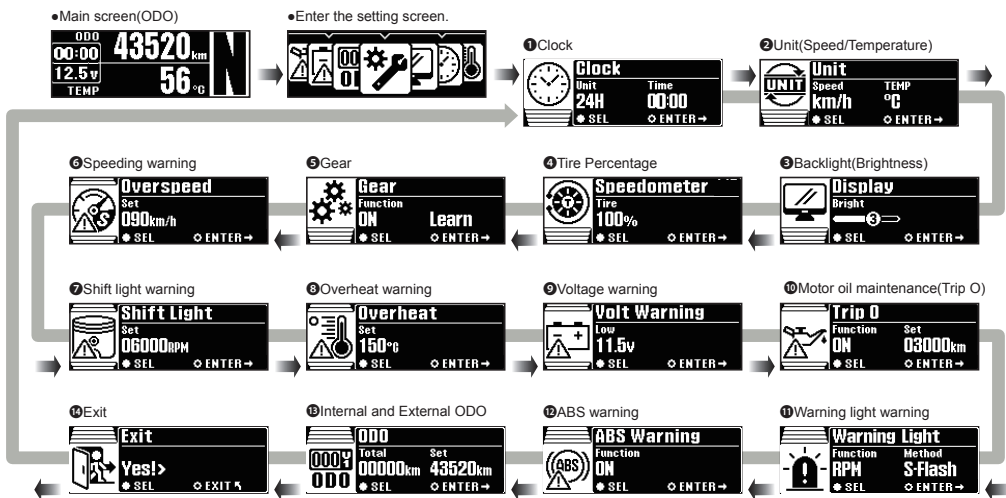 ●Main screen(ODO)
ODO
00:00
43520km
12.5v
TEMP
56°C
N
●Enter the setting screen.
00
01
❶Clock
Clock
Unit Time
24H 00:00
SEL ENTER→
❷Unit(Speed/Temperature)
UNIT
Unit
Speed TEMP
km/h °C
SEL ENTER→
❻Speeding warning
S
Overspeed
Set
090km/h
SEL ENTER→
❺Gear
Gear
Function
ON Learn
SEL ENTER→
❹Tire Percentage
T
Speedometer
Tire
100%
SEL ENTER→
❸Backlight(Brightness)
Display
Bright
3
SEL ENTER→
❼Shift light warning
Shift Light
Set
06000RPM
SEL ENTER→
❽Overheat warning
Overheat
Set
150°C
SEL ENTER→
❾Voltage warning
Volt Warning
Low
11.5v
SEL ENTER→
❿Motor oil maintenance(Trip O)
Trip O
Function Set
ON 03000km
SEL ENTER→
⓮Exit
Exit
Yes!>
SEL EXIT↖
⓭Internal and External ODO
ODO
ODO
Total Set
00000km 43520km
SEL ENTER→
⓬ABS warning
(ABS)
ABS Warning
Function
ON
SEL ENTER→
⓫Warning light warning
Warning Light
Function Method
RPM S-Flash
SEL ENTER→